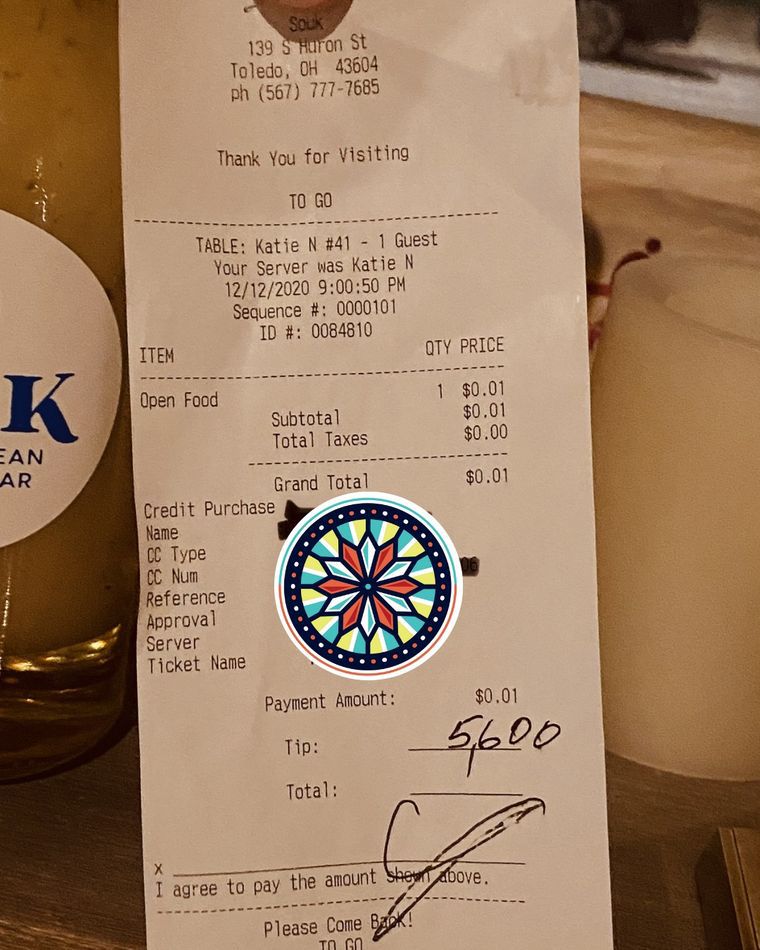 Souk
139 S Huron St
Toledo, OH 43604
ph (567) 777-7685
Thank You for Visiting
TO GO
TABLE: Katie N #41 - 1 Guest
Your Server was Katie N
12/12/2020 9:00:50 PM
Sequence #: 0000101
ID #: 0084810
ITEM QTY PRICE
Open Food 1 $0.01
Subtotal $0.01
Total Taxes $0.00
Grand Total $0.01
Credit Purchase
Name
CC Type
CC Num 06
Reference
Approval
Server
Ticket Name
Payment Amount: $0.01
Tip: 5,600
Total:
X
I agree to pay the amount shown above.
Please Come Back!
TO GO
K
EAN
AR